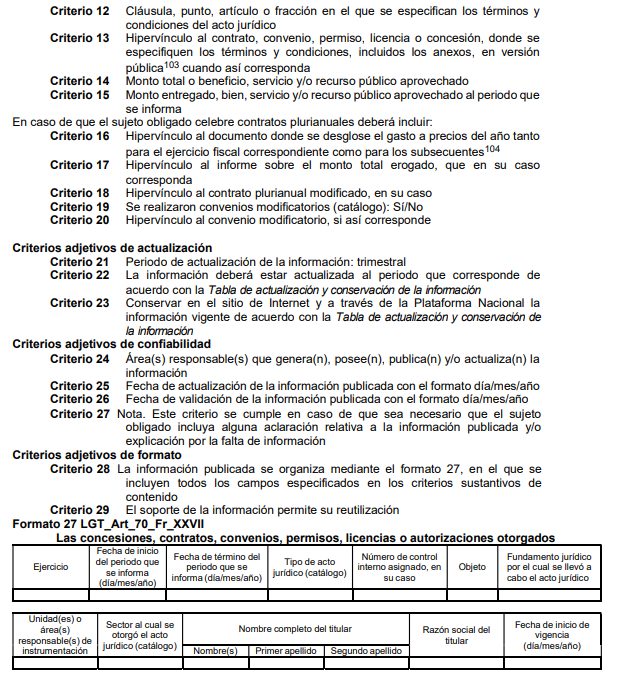 Criterio 12 Cláusula, punto, artículo o fracción en el que se especifican los términos y
condiciones del acto jurídico
Criterio 13 Hipervínculo al contrato, convenio, permiso, licencia o concesión, donde se
especifiquen los términos y condiciones, incluidos los anexos, en versión
pública103 cuando así corresponda
Criterio 14 Monto total o beneficio, servicio y/o recurso público aprovechado
Criterio 15 Monto entregado, bien, servicio y/o recurso público aprovechado al periodo que
se informa
En caso de que el sujeto obligado celebre contratos plurianuales deberá incluir:
Criterio 16 Hipervínculo al documento donde se desglose el gasto a precios del año tanto
para el ejercicio fiscal correspondiente como para los subsecuentes104
Criterio 17 Hipervínculo al informe sobre el monto total erogado, que en su caso
corresponda
Criterio 18 Hipervínculo al contrato plurianual modificado, en su caso
Criterio 19 Se realizaron convenios modificatorios (catálogo): Sí/No
Criterio 20 Hipervínculo al convenio modificatorio, si así corresponde
Criterios adjetivos de actualización
Criterio 21 Periodo de actualización de la información: trimestral
Criterio 22 La información deberá estar actualizada al periodo que corresponde de
acuerdo con la Tabla de actualización y conservación de la información
Criterio 23 Conservar en el sitio de Internet y a través de la Plataforma Nacional la
información vigente de acuerdo con la Tabla de actualización y conservación de
la información
Criterios adjetivos de confiabilidad
Criterio 24 Área(s) responsable(s) que genera(n), posee(n), publica(n) y/o actualiza(n) la
información
Criterio 25 Fecha de actualización de la información publicada con el formato día/mes/año
Criterio 26 Fecha de validación de la información publicada con el formato día/mes/año
Criterio 27 Nota. Este criterio se cumple en caso de que sea necesario que el sujeto
obligado incluya alguna aclaración relativa a la información publicada y/o
explicación por la falta de información
Criterios adjetivos de formato
Criterio 28 La información publicada se organiza mediante el formato 27, en el que se
incluyen todos los campos especificados en los criterios sustantivos de
contenido
Criterio 29 El soporte de la información permite su reutilización
Formato 27 LGT_Art_70_Fr_XXVII
Las concesiones, contratos, convenios, permisos, licencias o autorizaciones otorgados
Ejercicio
Fecha de inicio
del periodo que
se informa
(día/mes/año)
Fecha de término del
periodo que se
informa (día/mes/año)
Tipo de acto
jurídico (catálogo)
Número de control
interno asignado, en
su caso
Objeto
Fundamento jurídico
por el cual se llevó a
cabo el acto jurídico
Unidad(es) o
área(s)
responsable(s) de
instrumentación
Sector al cual se
otorgó el acto
jurídico (catálogo)
Nombre completo del titular
Nombre(s)
Primer apellido
Segundo apellido
Razón social del
titular
Fecha de inicio de
vigencia
(día/mes/año)